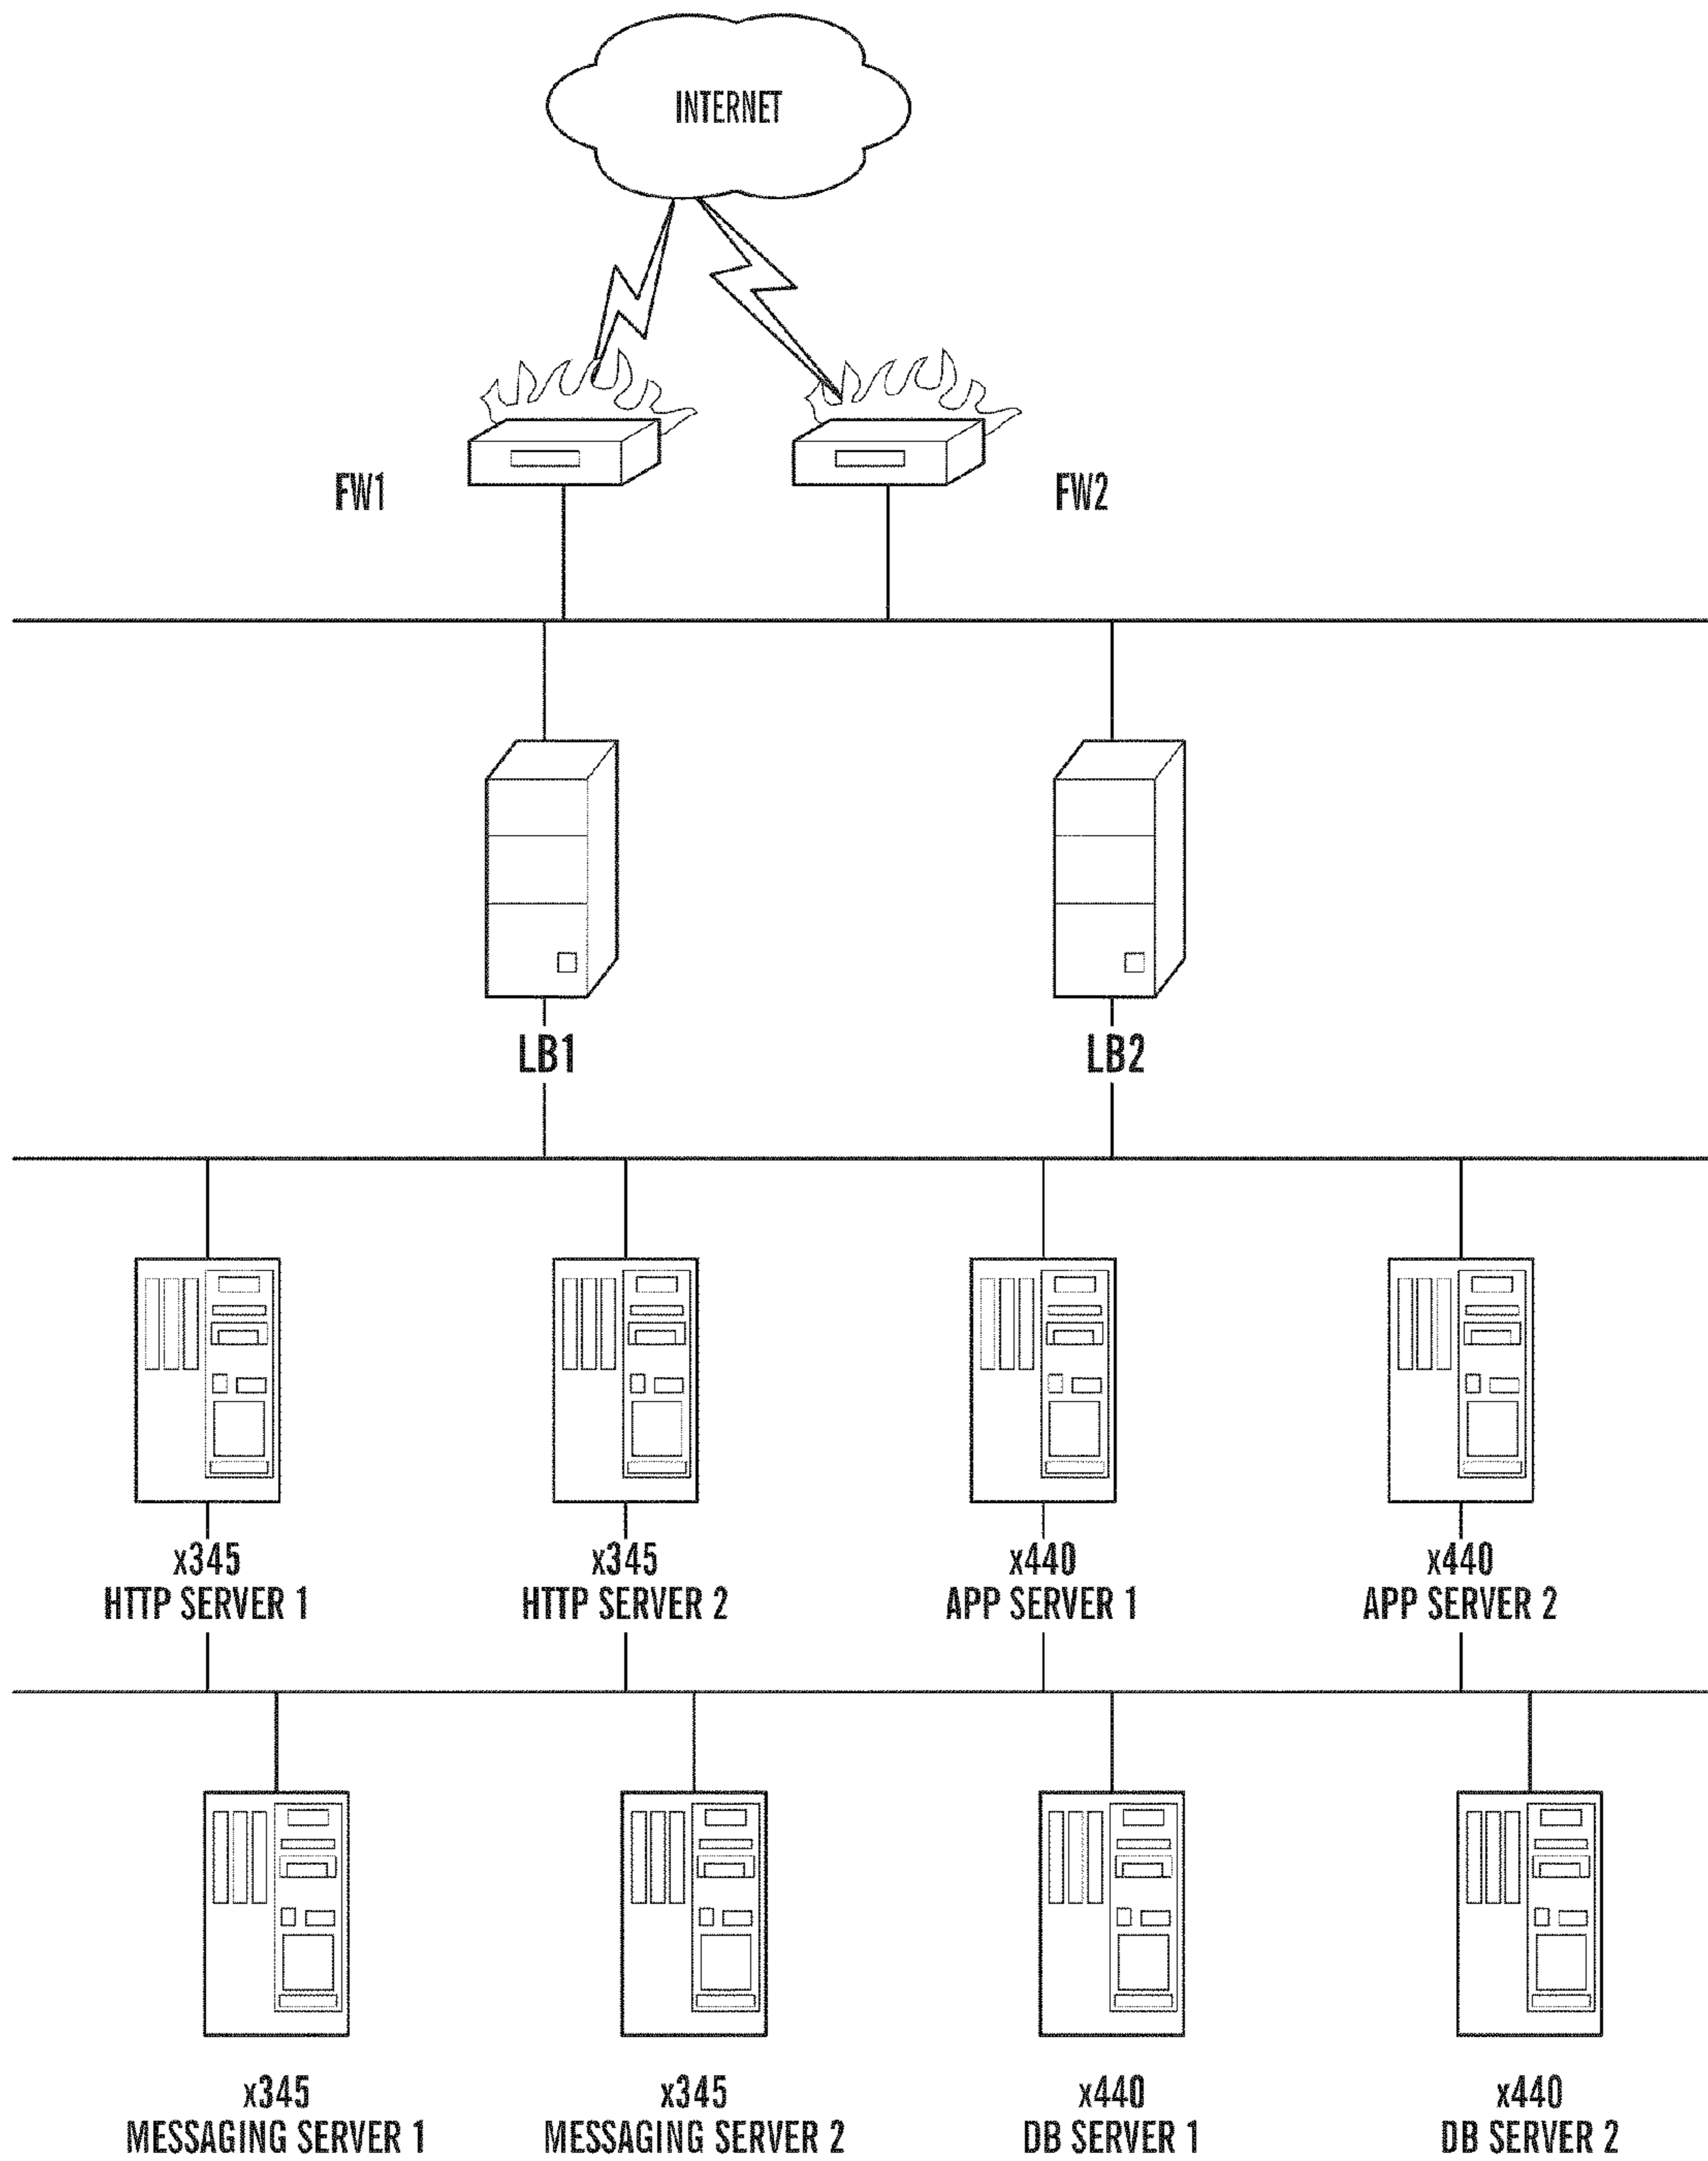 INTERNET
FW1
FW2
LB1
LB2
x345
HTTP SERVER 1
x345
HTTP SERVER 2
x440
APP SERVER 1
x440
APP SERVER 2
x345
MESSAGING SERVER 1
x345
MESSAGING SERVER 2
x440
DB SERVER 1
x440
DB SERVER 2